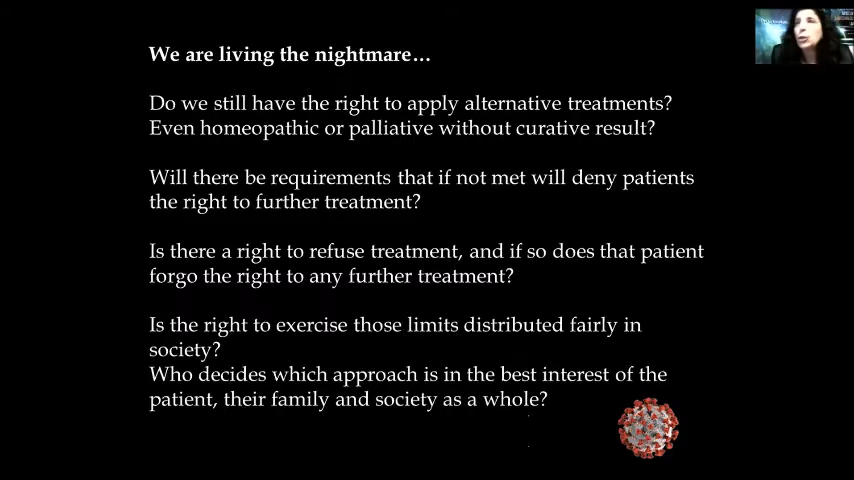 We are living the nightmare…
Do we still have the right to apply alternative treatments?
Even homeopathic or palliative without curative result?
Will there be requirements that if not met will deny patients
the right to further treatment?
Is there a right to refuse treatment, and if so does that patient
forgo the right to any further treatment?
Is the right to exercise those limits distributed fairly in
society?
Who decides which approach is in the best interest of the
patient, their family and society as a whole?